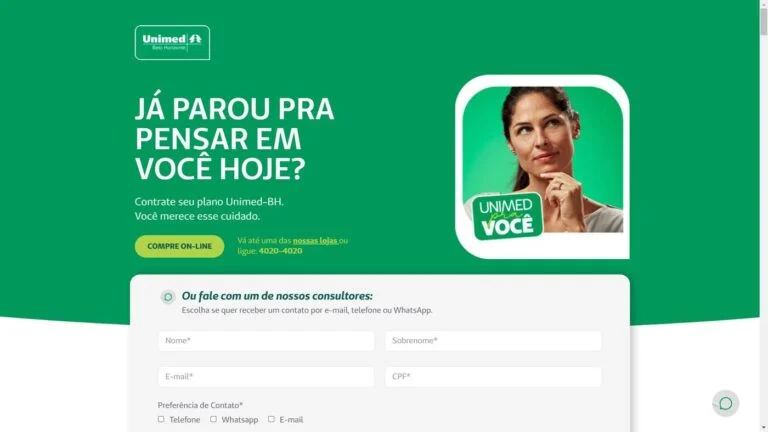 Unimed
Belo Horizonte
JÁ PAROU PRA
PENSAR EM
VOCÊ HOJE?
Contrate seu plano Unimed-BH.
Você merece esse cuidado.
COMPRE ON-LINE
Vá até uma das nossas lojas ou
ligue: 4020-4020
UNIMED
pra
VOCÊ
Ou fale com um de nossos consultores:
Escolha se quer receber um contato por e-mail, telefone ou WhatsApp.
Nome*
Sobrenome*
E-mail*
CPF*
Preferência de Contato*
Telefone
Whatsapp
E-mail